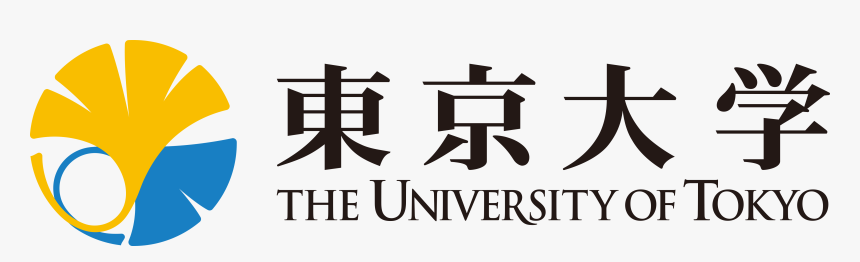 東京大学
THE UNIVERSITY OF TOKYO